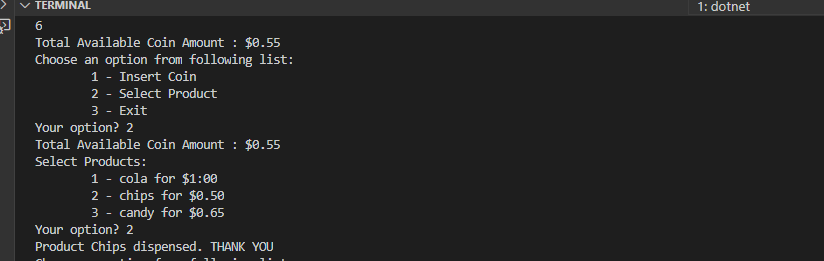 TERMINAL
1: dotnet
6
Total Available Coin Amount : $0.55
Choose an option from following list:
1 - Insert Coin
2 - Select Product
3 - Exit
Your option? 2
Total Available Coin Amount : $0.55
Select Products:
1 - cola for $1:00
2 - chips for $0.50
3 - candy for $0.65
Your option? 2
Product Chips dispensed. THANK YOU